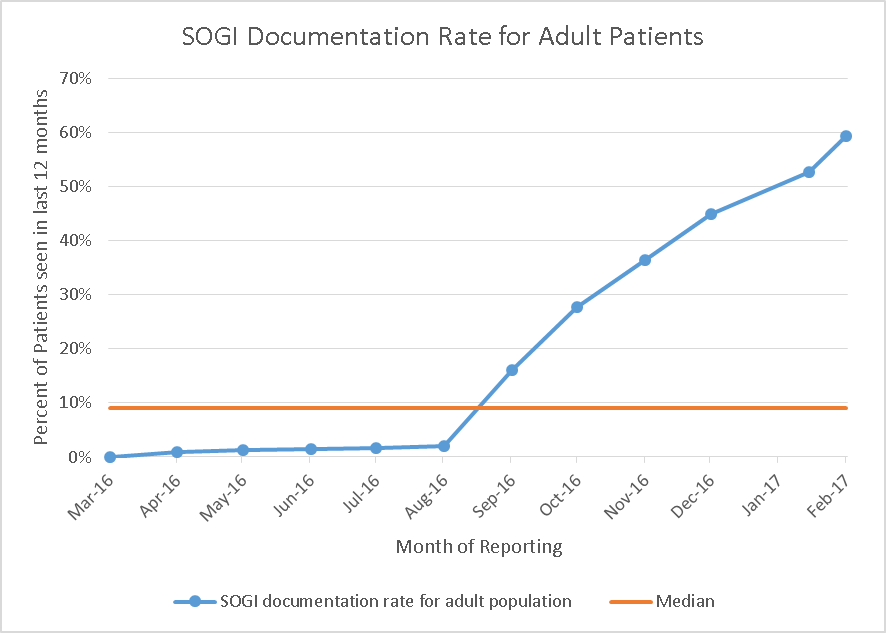 SOGI Documentation Rate for Adult Patients
Percent of Patients seen in last 12 months
70%
60%
50%
40%
30%
20%
10%
0%
Mar-16
Apr-16
May-16
Jun-16
Jul-16
Aug-16
Sep-16
Oct-16
Nov-16
Dec-16
Jan-17
Feb-17
Month of Reporting
SOGI documentation rate for adult population
Median